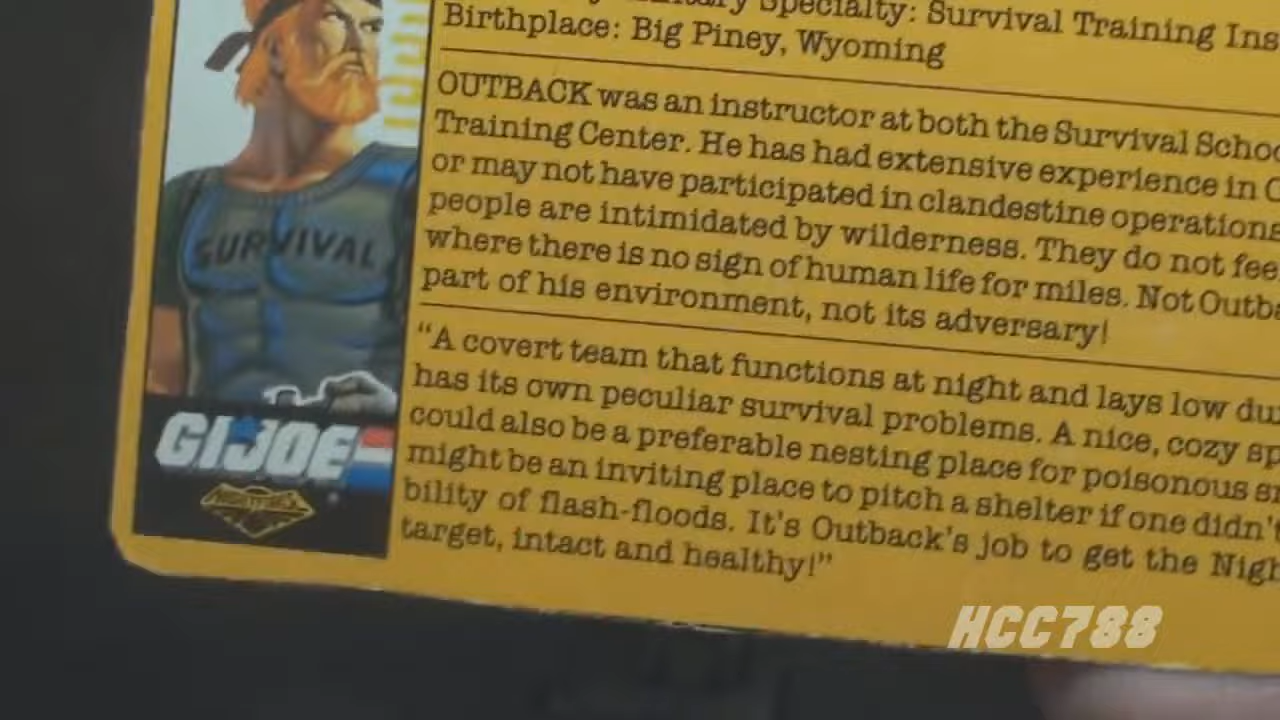 Specialty: Survival Training Ins
Birthplace: Big Piney, Wyoming
OUTBACK was an instructor at both the Survival Schoo
Training Center. He has had extensive experience in C
or may not have participated in clandestine operations
people are intimidated by wilderness. They do not fee
where there is no sign of human life for miles. Not Outba
part of his environment, not its adversary!
"A covert team that functions at night and lays low du
has its own peculiar survival problems. A nice, cozy sp
could also be a preferable nesting place for poisonous sn
might be an inviting place to pitch a shelter if one didn't
bility of flash-floods. It's Outback's job to get the Nigh
target, intact and healthy!"
SURVIVAL
GI JOE
NIGHT FORCE
HCC788